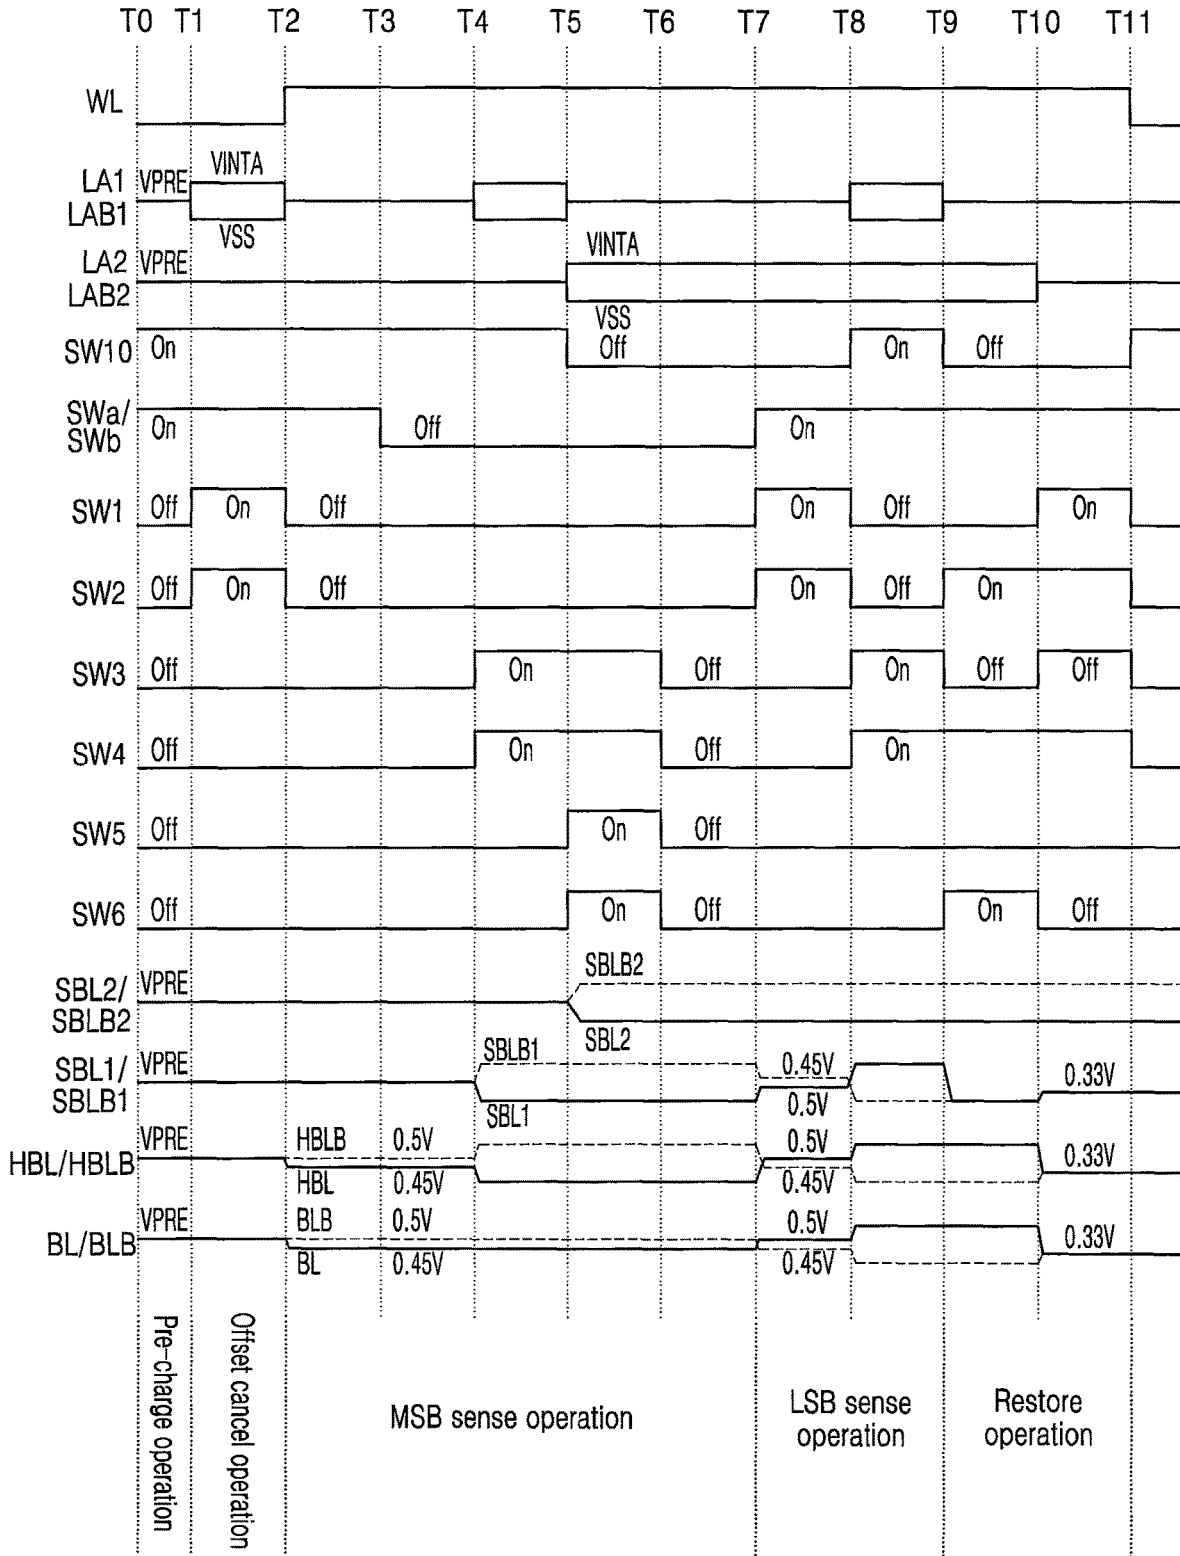 T0 T1 T2 T3 T4 T5 T6 T7 T8 T9 T10 T11
WL
VINTA
LA1 VPRE
LAB1
VSS
VINTA
LA2 VPRE
LAB2
VSS
SW10 On Off On Off
SWa/
SWb On Off On
SW1 Off On Off On Off On
SW2 Off On Off On Off On
SW3 Off On Off On Off Off
SW4 Off On Off On
SW5 Off On Off
SW6 Off On Off On Off
SBLB2
SBL2/ VPRE
SBLB2
SBL2
SBLB1
SBL1/ VPRE 0.45V 0.33V
SBLB1 0.5V
SBL1
VPRE HBLB 0.5V 0.5V
HBL/HBLB 0.33V
HBL 0.45V 0.45V
VPRE BLB 0.5V 0.5V
BL/BLB 0.33V
BL 0.45V 0.45V
Pre-charge operation
Offset cancel operation
MSB sense operation
LSB sense
operation
Restore
operation